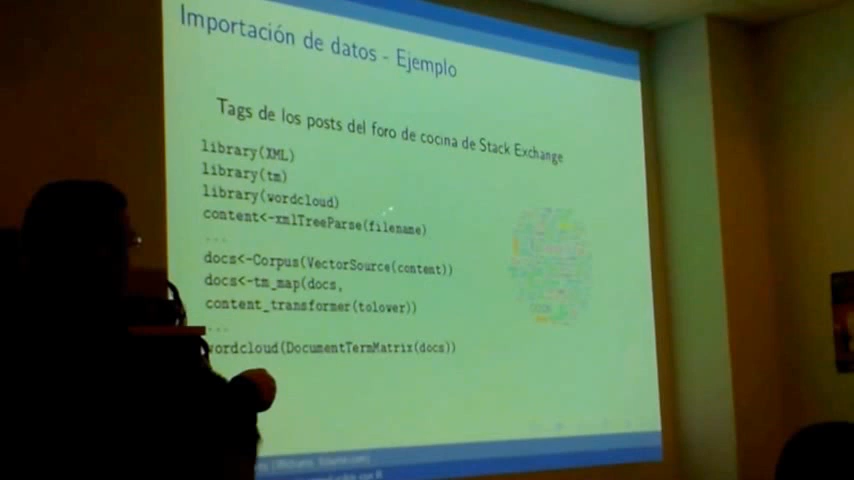 Importación de datos - Ejemplo
Tags de los posts del foro de cocina de Stack Exchange
library(XML)
library(tm)
library(wordcloud)
content<-xmlTreeParse(filename)
...
docs<-Corpus(VectorSource(content))
docs<-tm_map(docs,
content_transformer(tolower))
...
wordcloud(DocumentTermMatrix(docs))